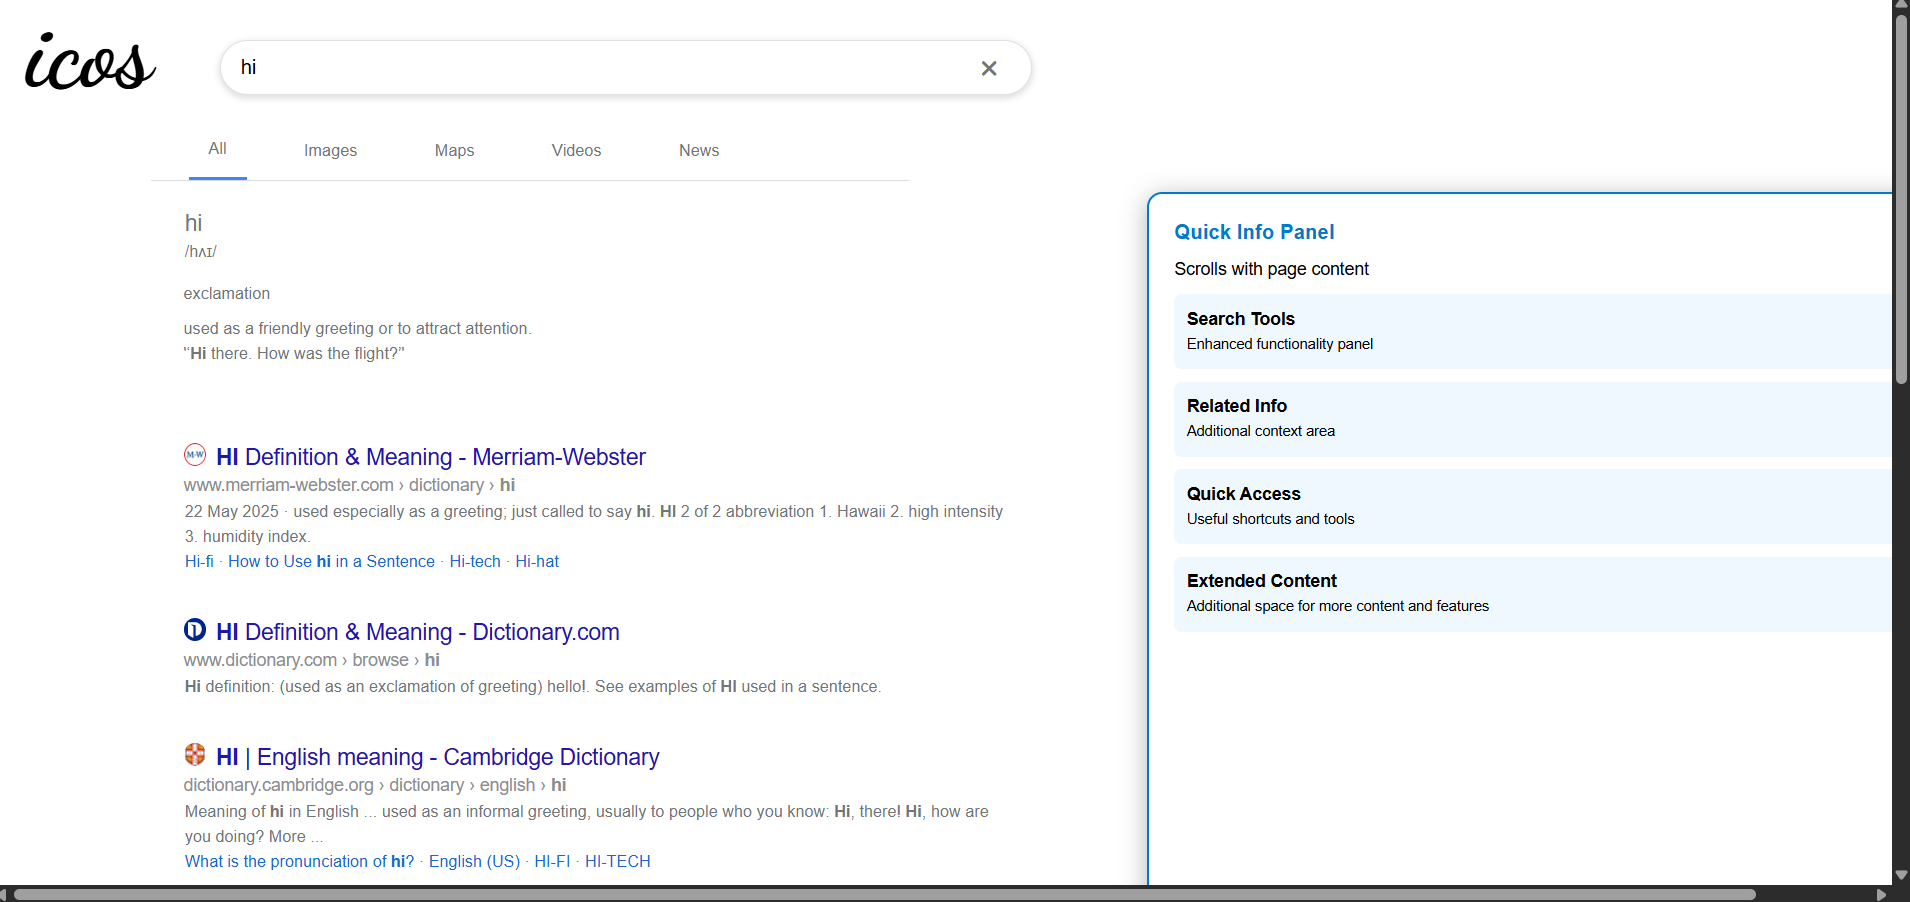 icos
hi
All
Images
Maps
Videos
News
hi
/hʌɪ/
exclamation
used as a friendly greeting or to attract attention.
"‘Hi there. How was the flight?’"
HI Definition & Meaning - Merriam-Webster
www.merriam-webster.com › dictionary › hi
22 May 2025 · used especially as a greeting; just called to say hi. HI 2 of 2 abbreviation 1. Hawaii 2. high intensity
3. humidity index.
Hi-fi · How to Use hi in a Sentence · Hi-tech · Hi-hat
HI Definition & Meaning - Dictionary.com
www.dictionary.com › browse › hi
Hi definition: (used as an exclamation of greeting) hello!. See examples of HI used in a sentence.
HI | English meaning - Cambridge Dictionary
dictionary.cambridge.org › dictionary › english › hi
Meaning of hi in English ... used as an informal greeting, usually to people who you know: Hi, there! Hi, how are
you doing? More ...
What is the pronunciation of hi? · English (US) · HI-FI · HI-TECH
Quick Info Panel
Scrolls with page content
Search Tools
Enhanced functionality panel
Related Info
Additional context area
Quick Access
Useful shortcuts and tools
Extended Content
Additional space for more content and features